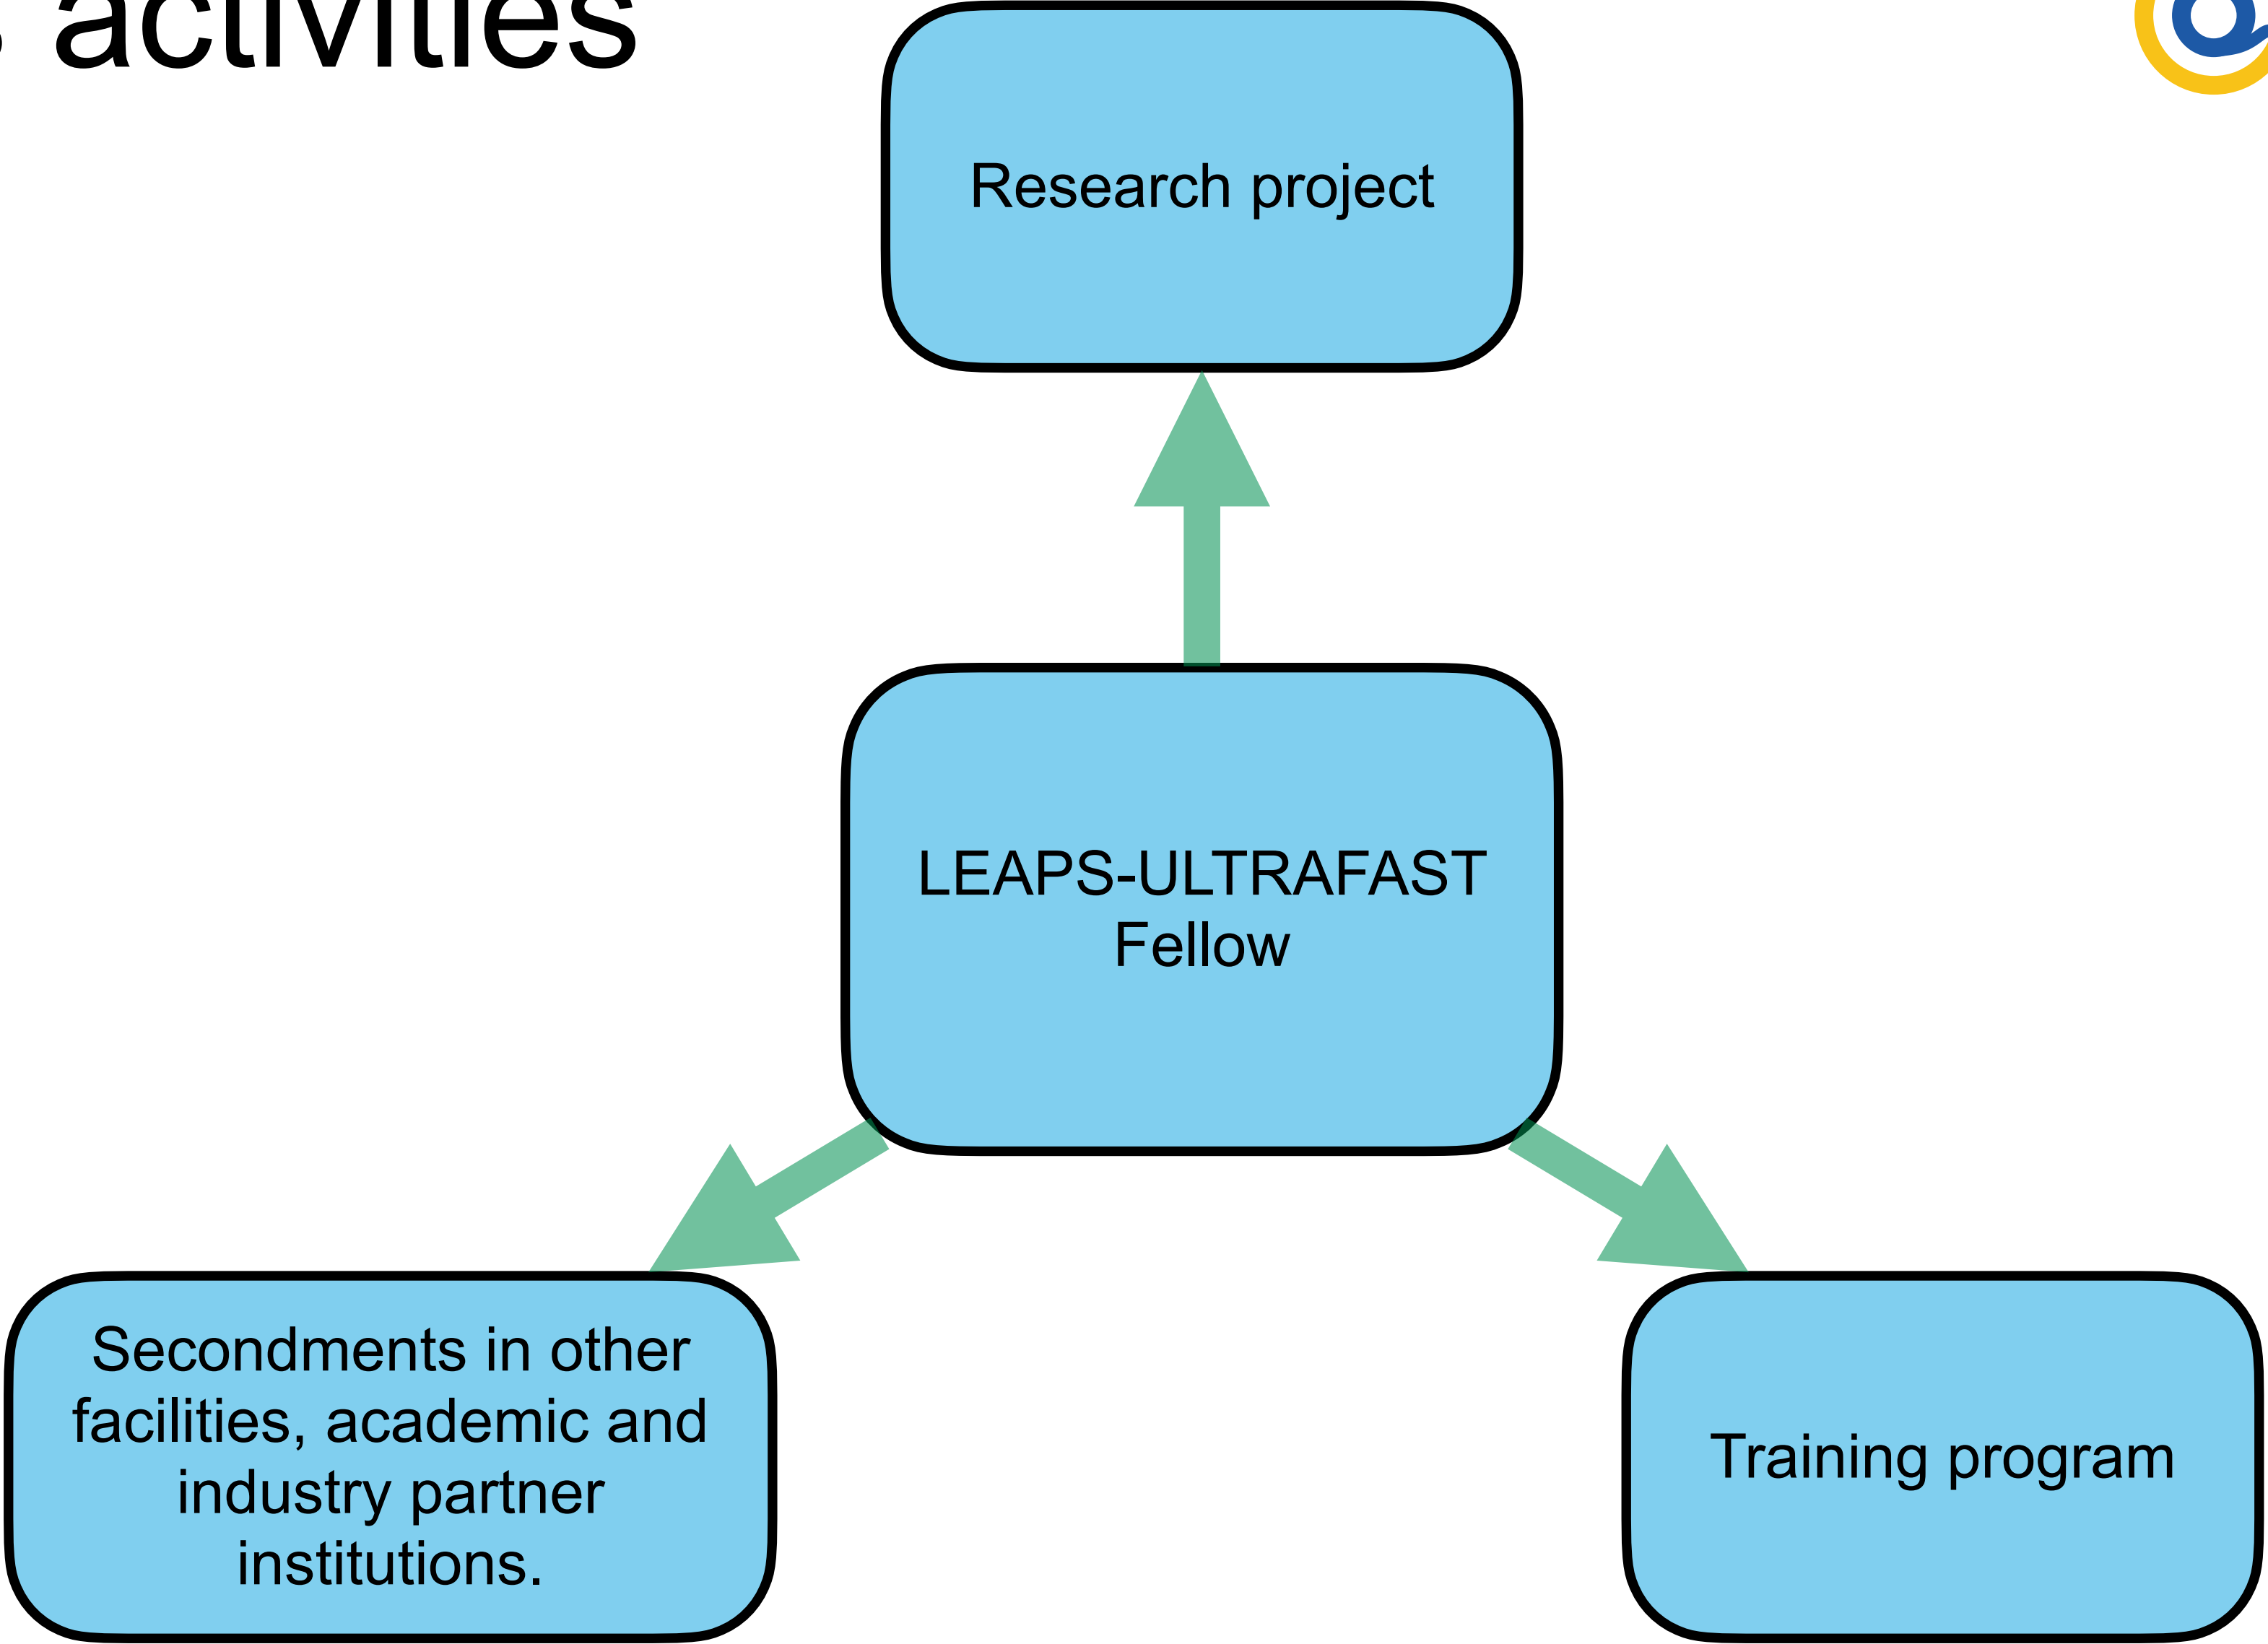 activities
Research project
LEAPS-ULTRAFAST
Fellow
Secondments in other
facilities, academic and
industry partner
institutions.
Training program